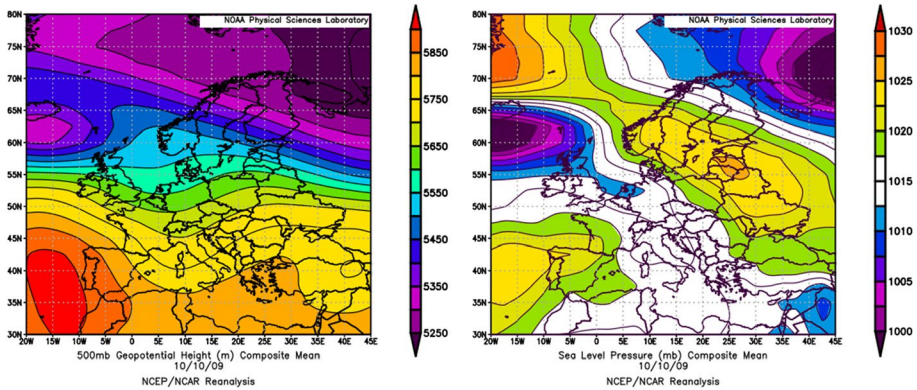 NOAA Physical Sciences Laboratory
80N
75N
70N
65N
60N
55N
50N
45N
40N
35N
30N
20W 15W 10W 5W 0 5E 10E 15E 20E 25E 30E 35E 40E 45E
5850
5750
5650
5550
5450
5350
5250
500mb Geopotential Height (m) Composite Mean
10/10/09
NCEP/NCAR Reanalysis
NOAA Physical Sciences Laboratory
80N
75N
70N
65N
60N
55N
50N
45N
40N
35N
30N
20W 15W 10W 5W 0 5E 10E 15E 20E 25E 30E 35E 40E 45E
1030
1025
1020
1015
1010
1005
1000
Sea Level Pressure (mb) Composite Mean
10/10/09
NCEP/NCAR Reanalysis